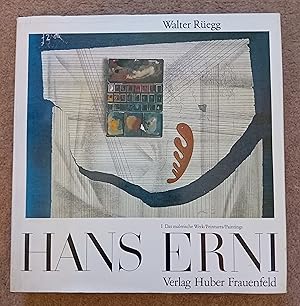 Walter Rüegg
1 Das malerische Werk/Peintures/Paintings
HANS ERNI
Verlag Huber Frauenfeld